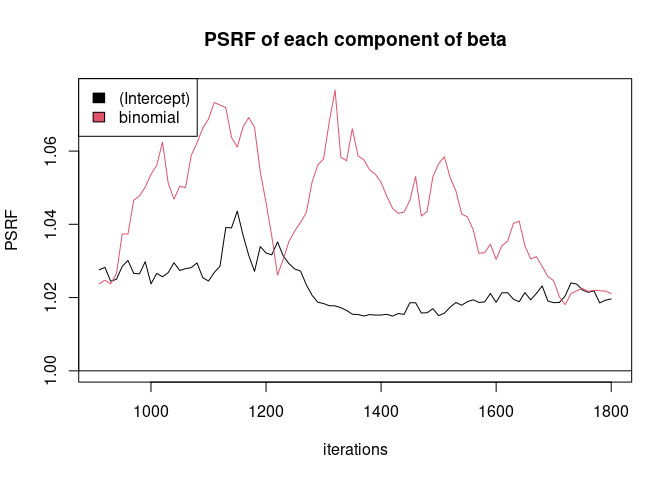 PSRF of each component of beta
(Intercept)
binomial
PSRF
1.06
1.04
1.02
1.00
1000 1200 1400 1600 1800
iterations